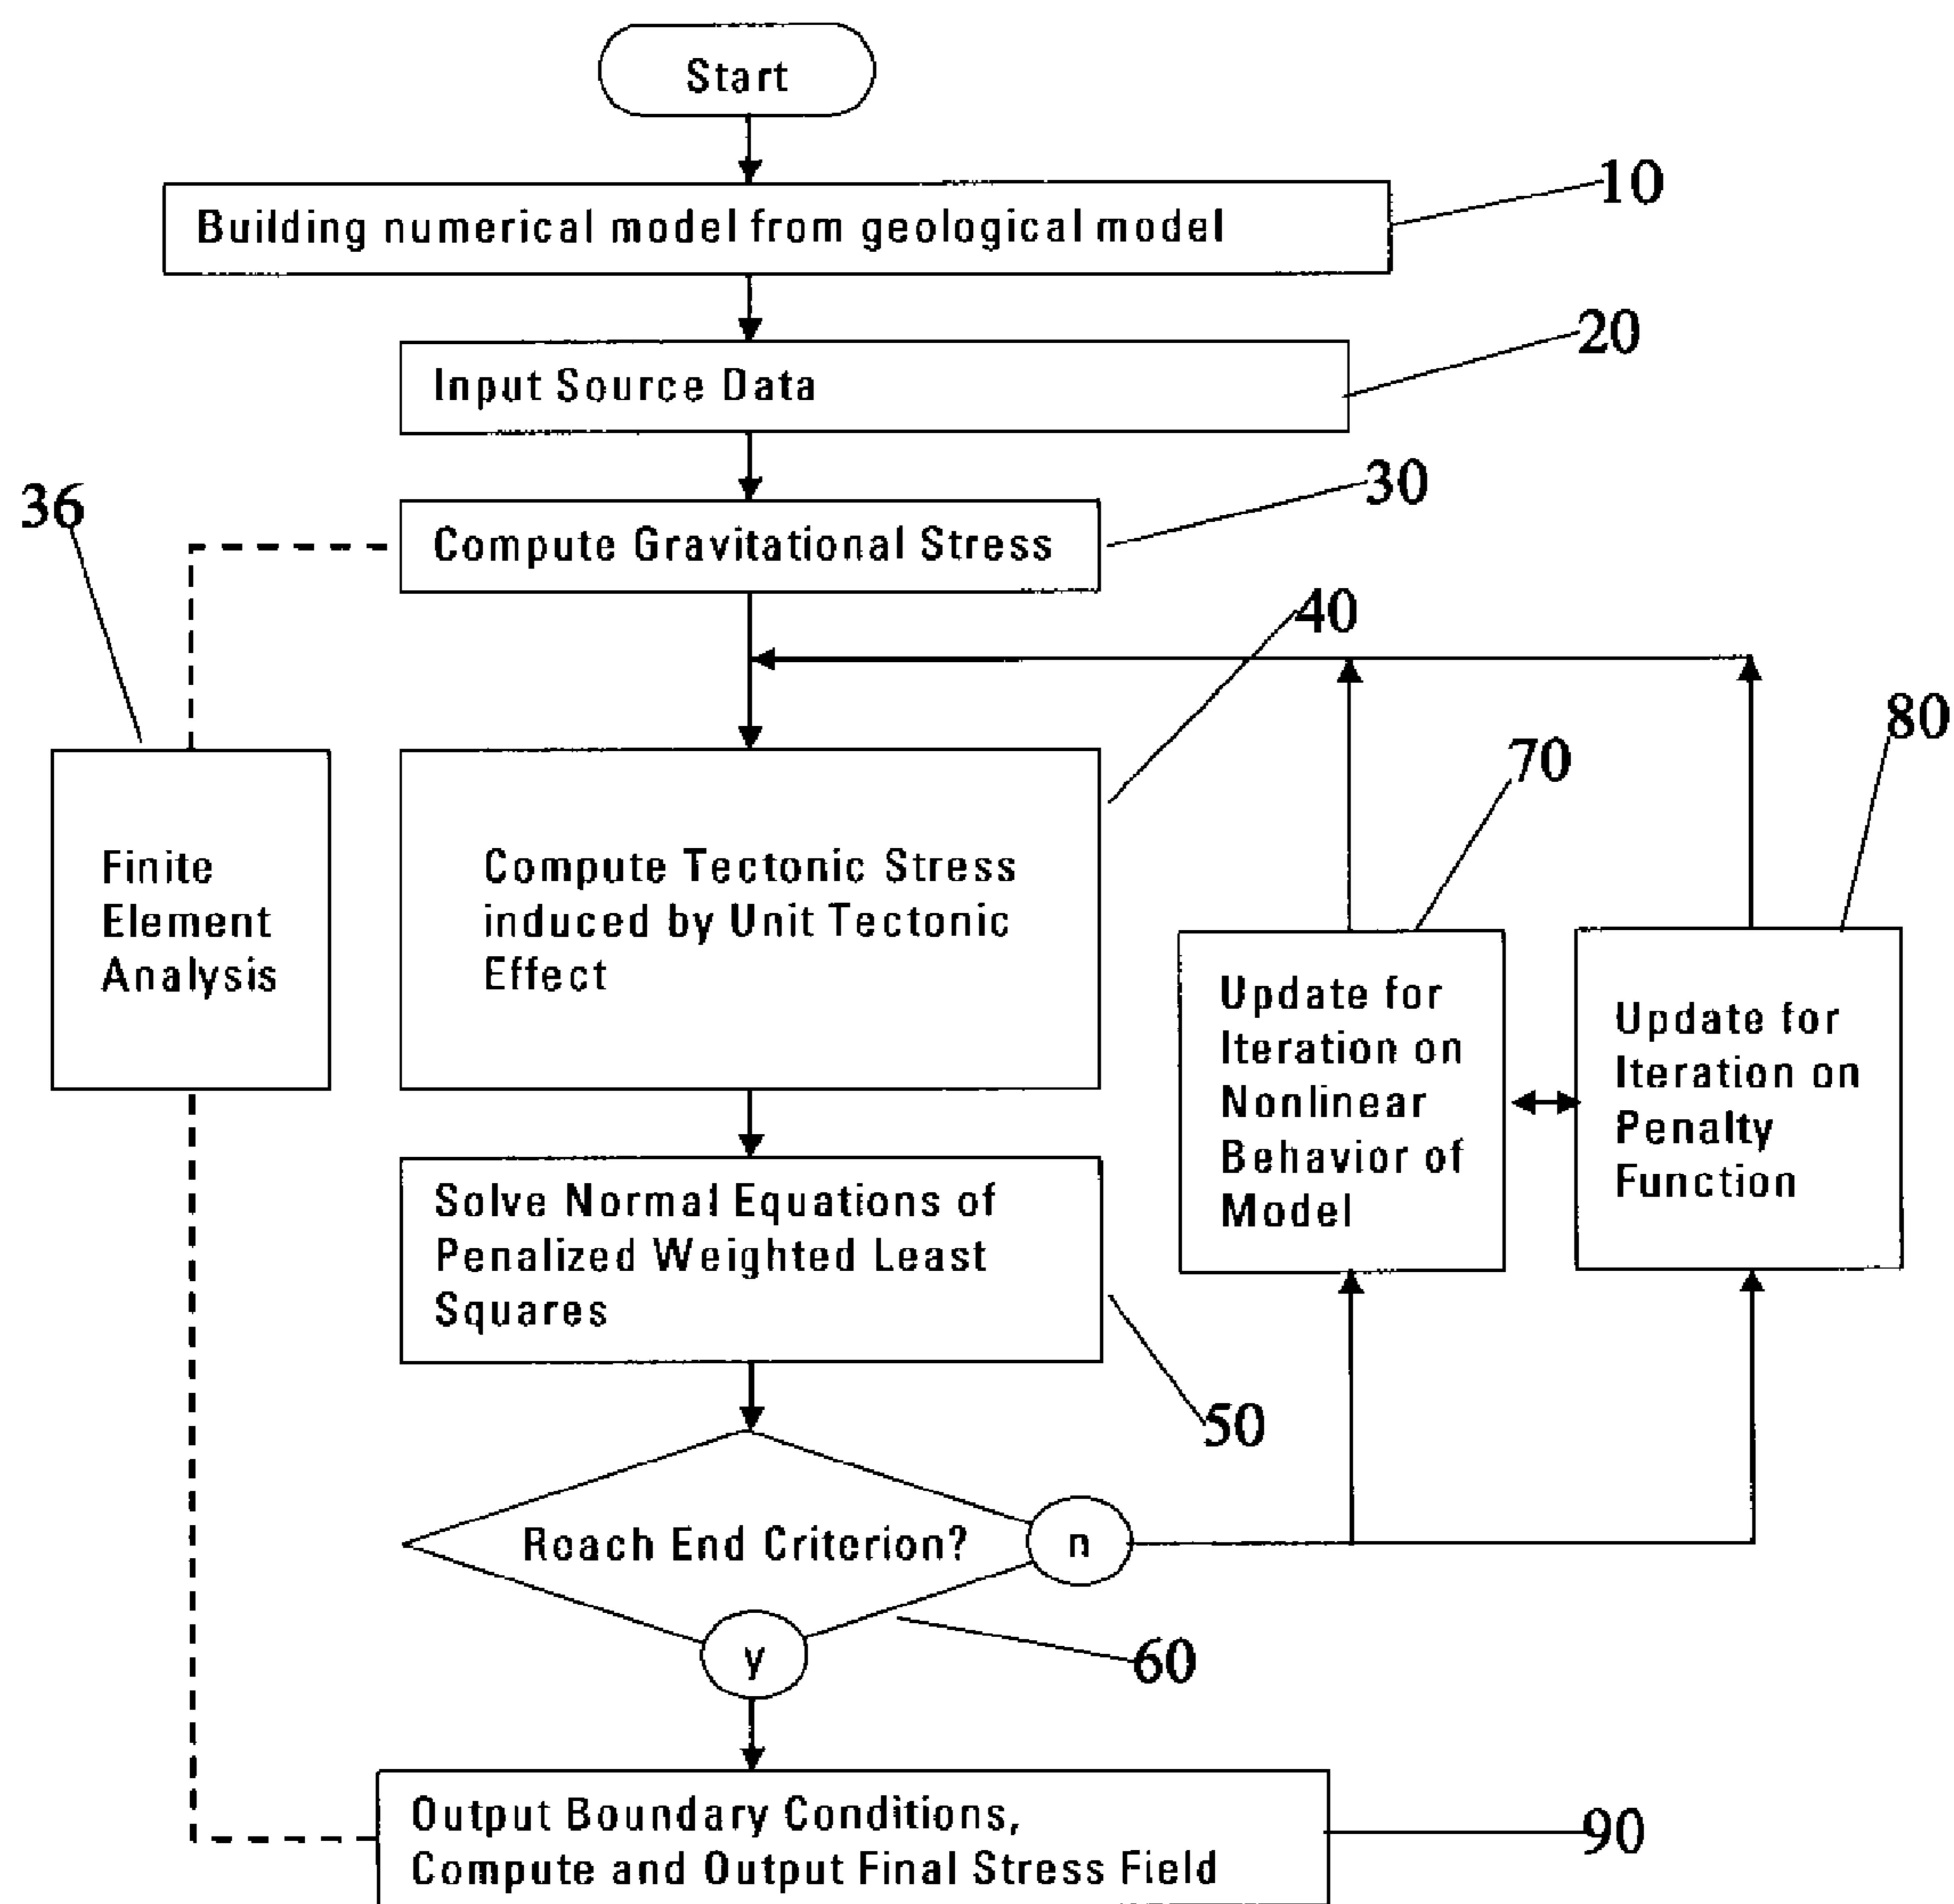 Start
Building numerical model from geological model
10
Input Source Data
20
Compute Gravitational Stress
30
36
40
Finite
Element
Analysis
Compute Tectonic Stress
induced by Unit Tectonic
Effect
70
80
Update for
Iteration on
Nonlinear
Behavior of
Model
Update for
Iteration on
Penalty
Function
Solve Normal Equations of
Penalized Weighted Least
Squares
50
Reach End Criterion?
n
y
60
Output Boundary Conditions,
Compute and Output Final Stress Field
90